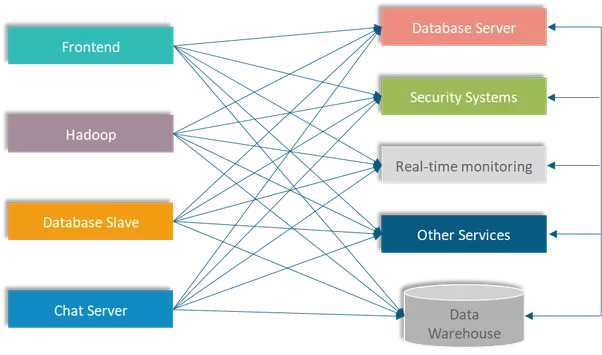 Frontend
Hadoop
Database Slave
Chat Server
Database Server
Security Systems
Real-time monitoring
Other Services
Data
Warehouse